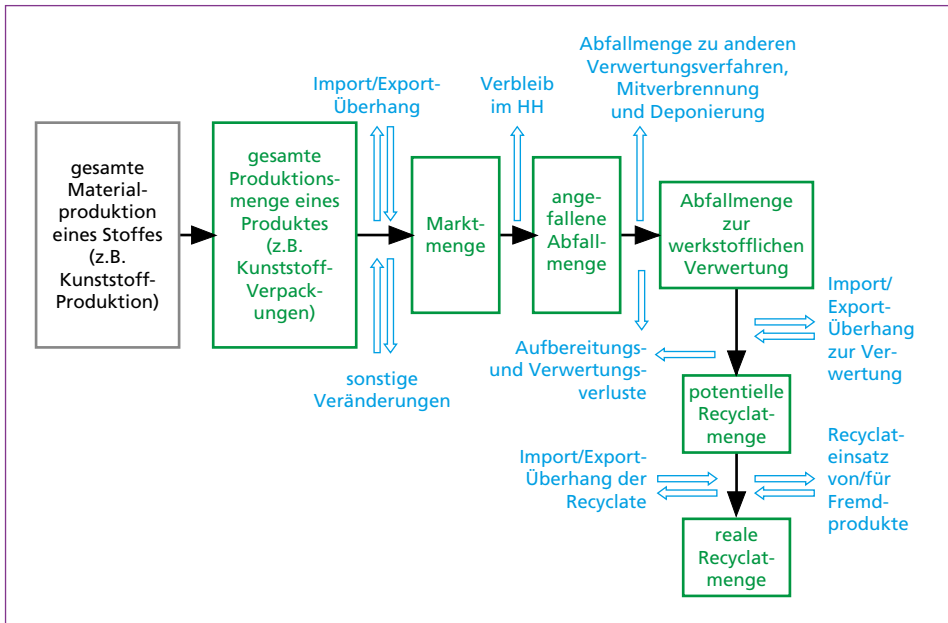 gesamte
Material-
produktion
eines Stoffes
(z.B.
Kunststoff-
Produktion)
gesamte
Produktions-
menge eines
Produktes
(z.B.
Kunststoff-
Verpack-
ungen)
Import/Export-
Überhang
sonstige
Veränderungen
Markt-
menge
Verbleib
im HH
ange-
fallene
Abfall-
menge
Abfallmenge zu anderen
Verwertungsverfahren,
Mitverbrennung
und Deponierung
Abfallmenge
zur
werkstofflichen
Verwertung
Aufbereitungs-
und Verwertungs-
verluste
Import/
Export-
Überhang
zur Ver-
wertung
potentielle
Recyclat-
menge
Import/Export-
Überhang der
Recyclate
Recyclat-
einsatz
von/für
Fremd-
produkte
reale
Recyclat-
menge